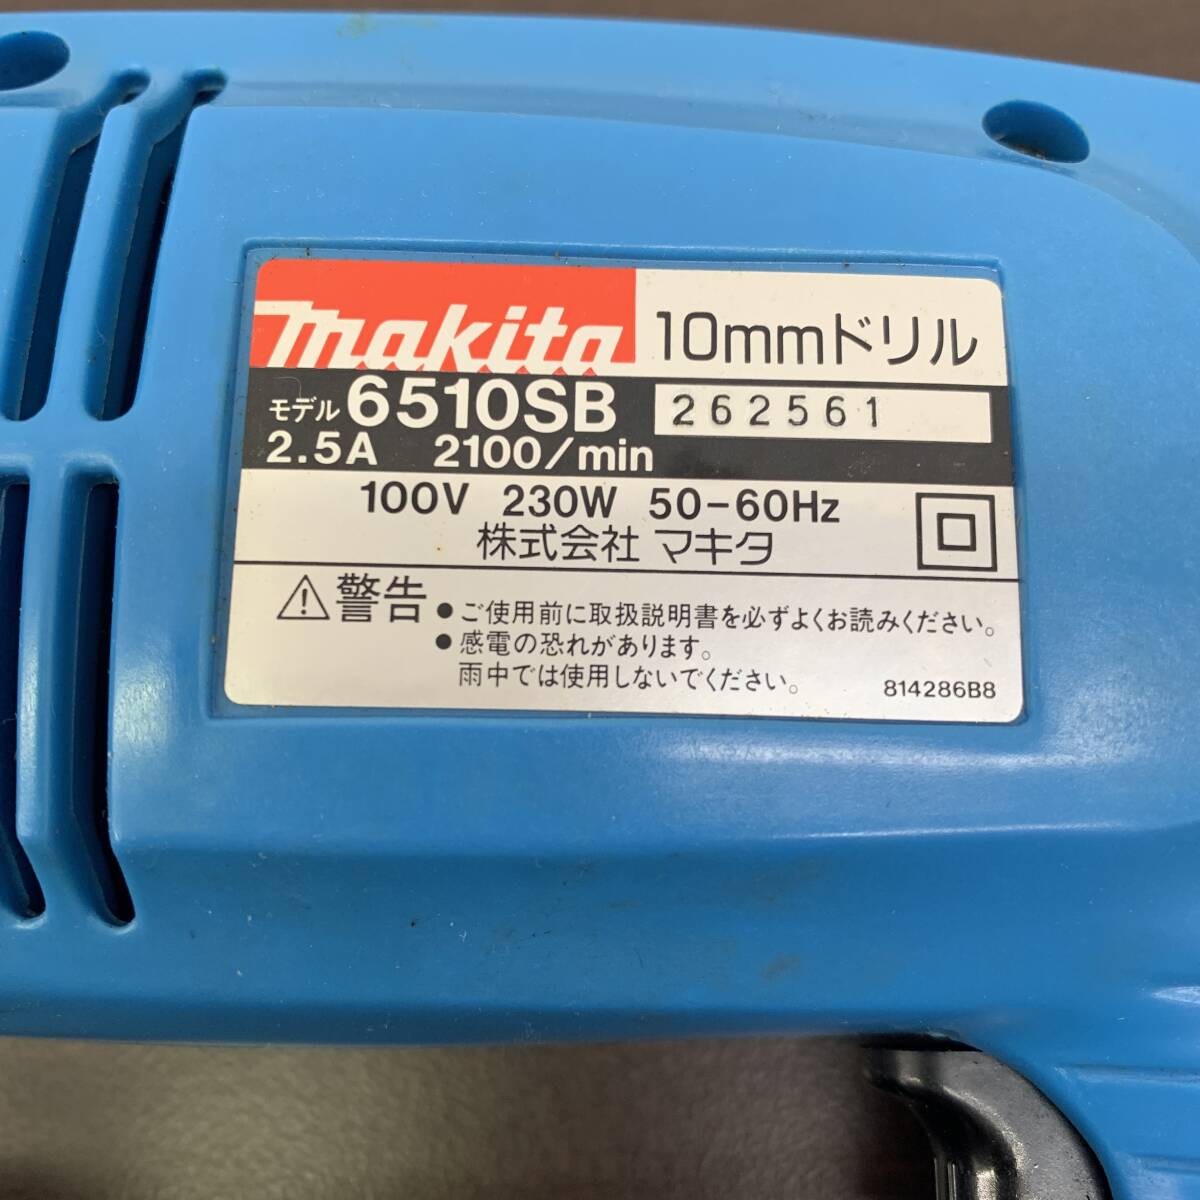 makita 10mmドリル
モデル 6510SB 262561
2.5A 2100/min
100V 230W 50-60Hz
株式会社 マキタ
警告 ●ご使用前に取扱説明書を必ずよくお読みください。
●感電の恐れがあります。
雨中では使用しないでください。 814286B8